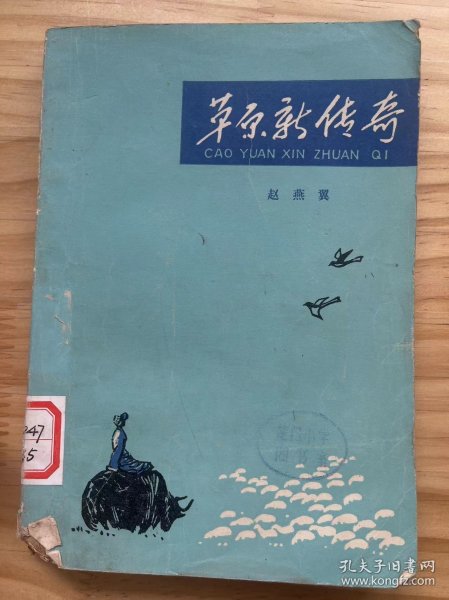 草原新传奇
CAO YUAN XIN ZHUAN QI
赵燕翼
247
孔夫子旧书网
www.kongfz.com